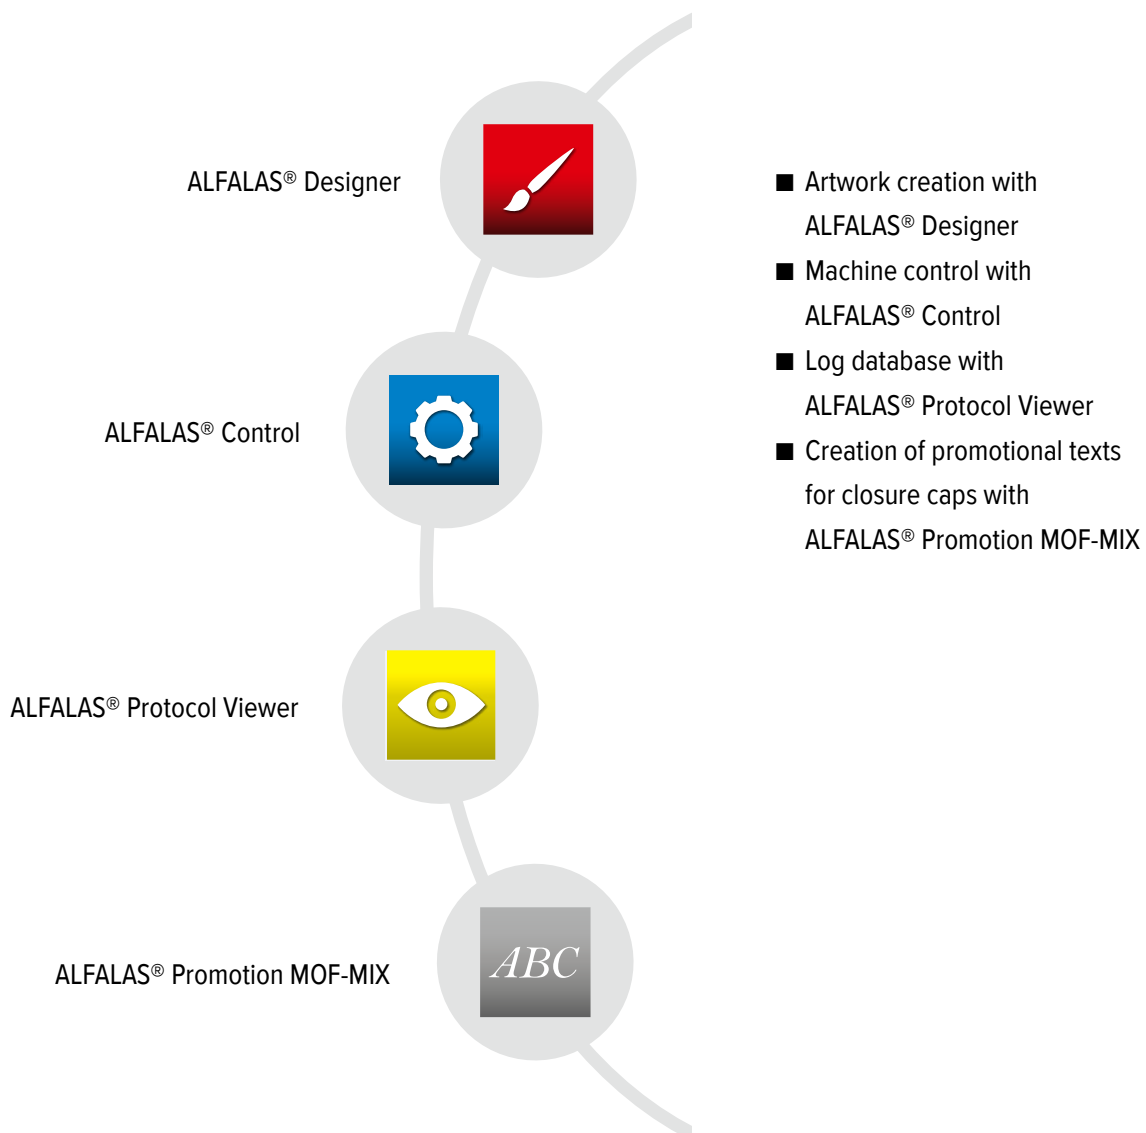 ALFALAS® Designer
ALFALAS® Control
ALFALAS® Protocol Viewer
ABC
ALFALAS® Promotion MOF-MIX
■ Artwork creation with
ALFALAS® Designer
■ Machine control with
ALFALAS® Control
■ Log database with
ALFALAS® Protocol Viewer
■ Creation of promotional texts
for closure caps with
ALFALAS® Promotion MOF-MIX